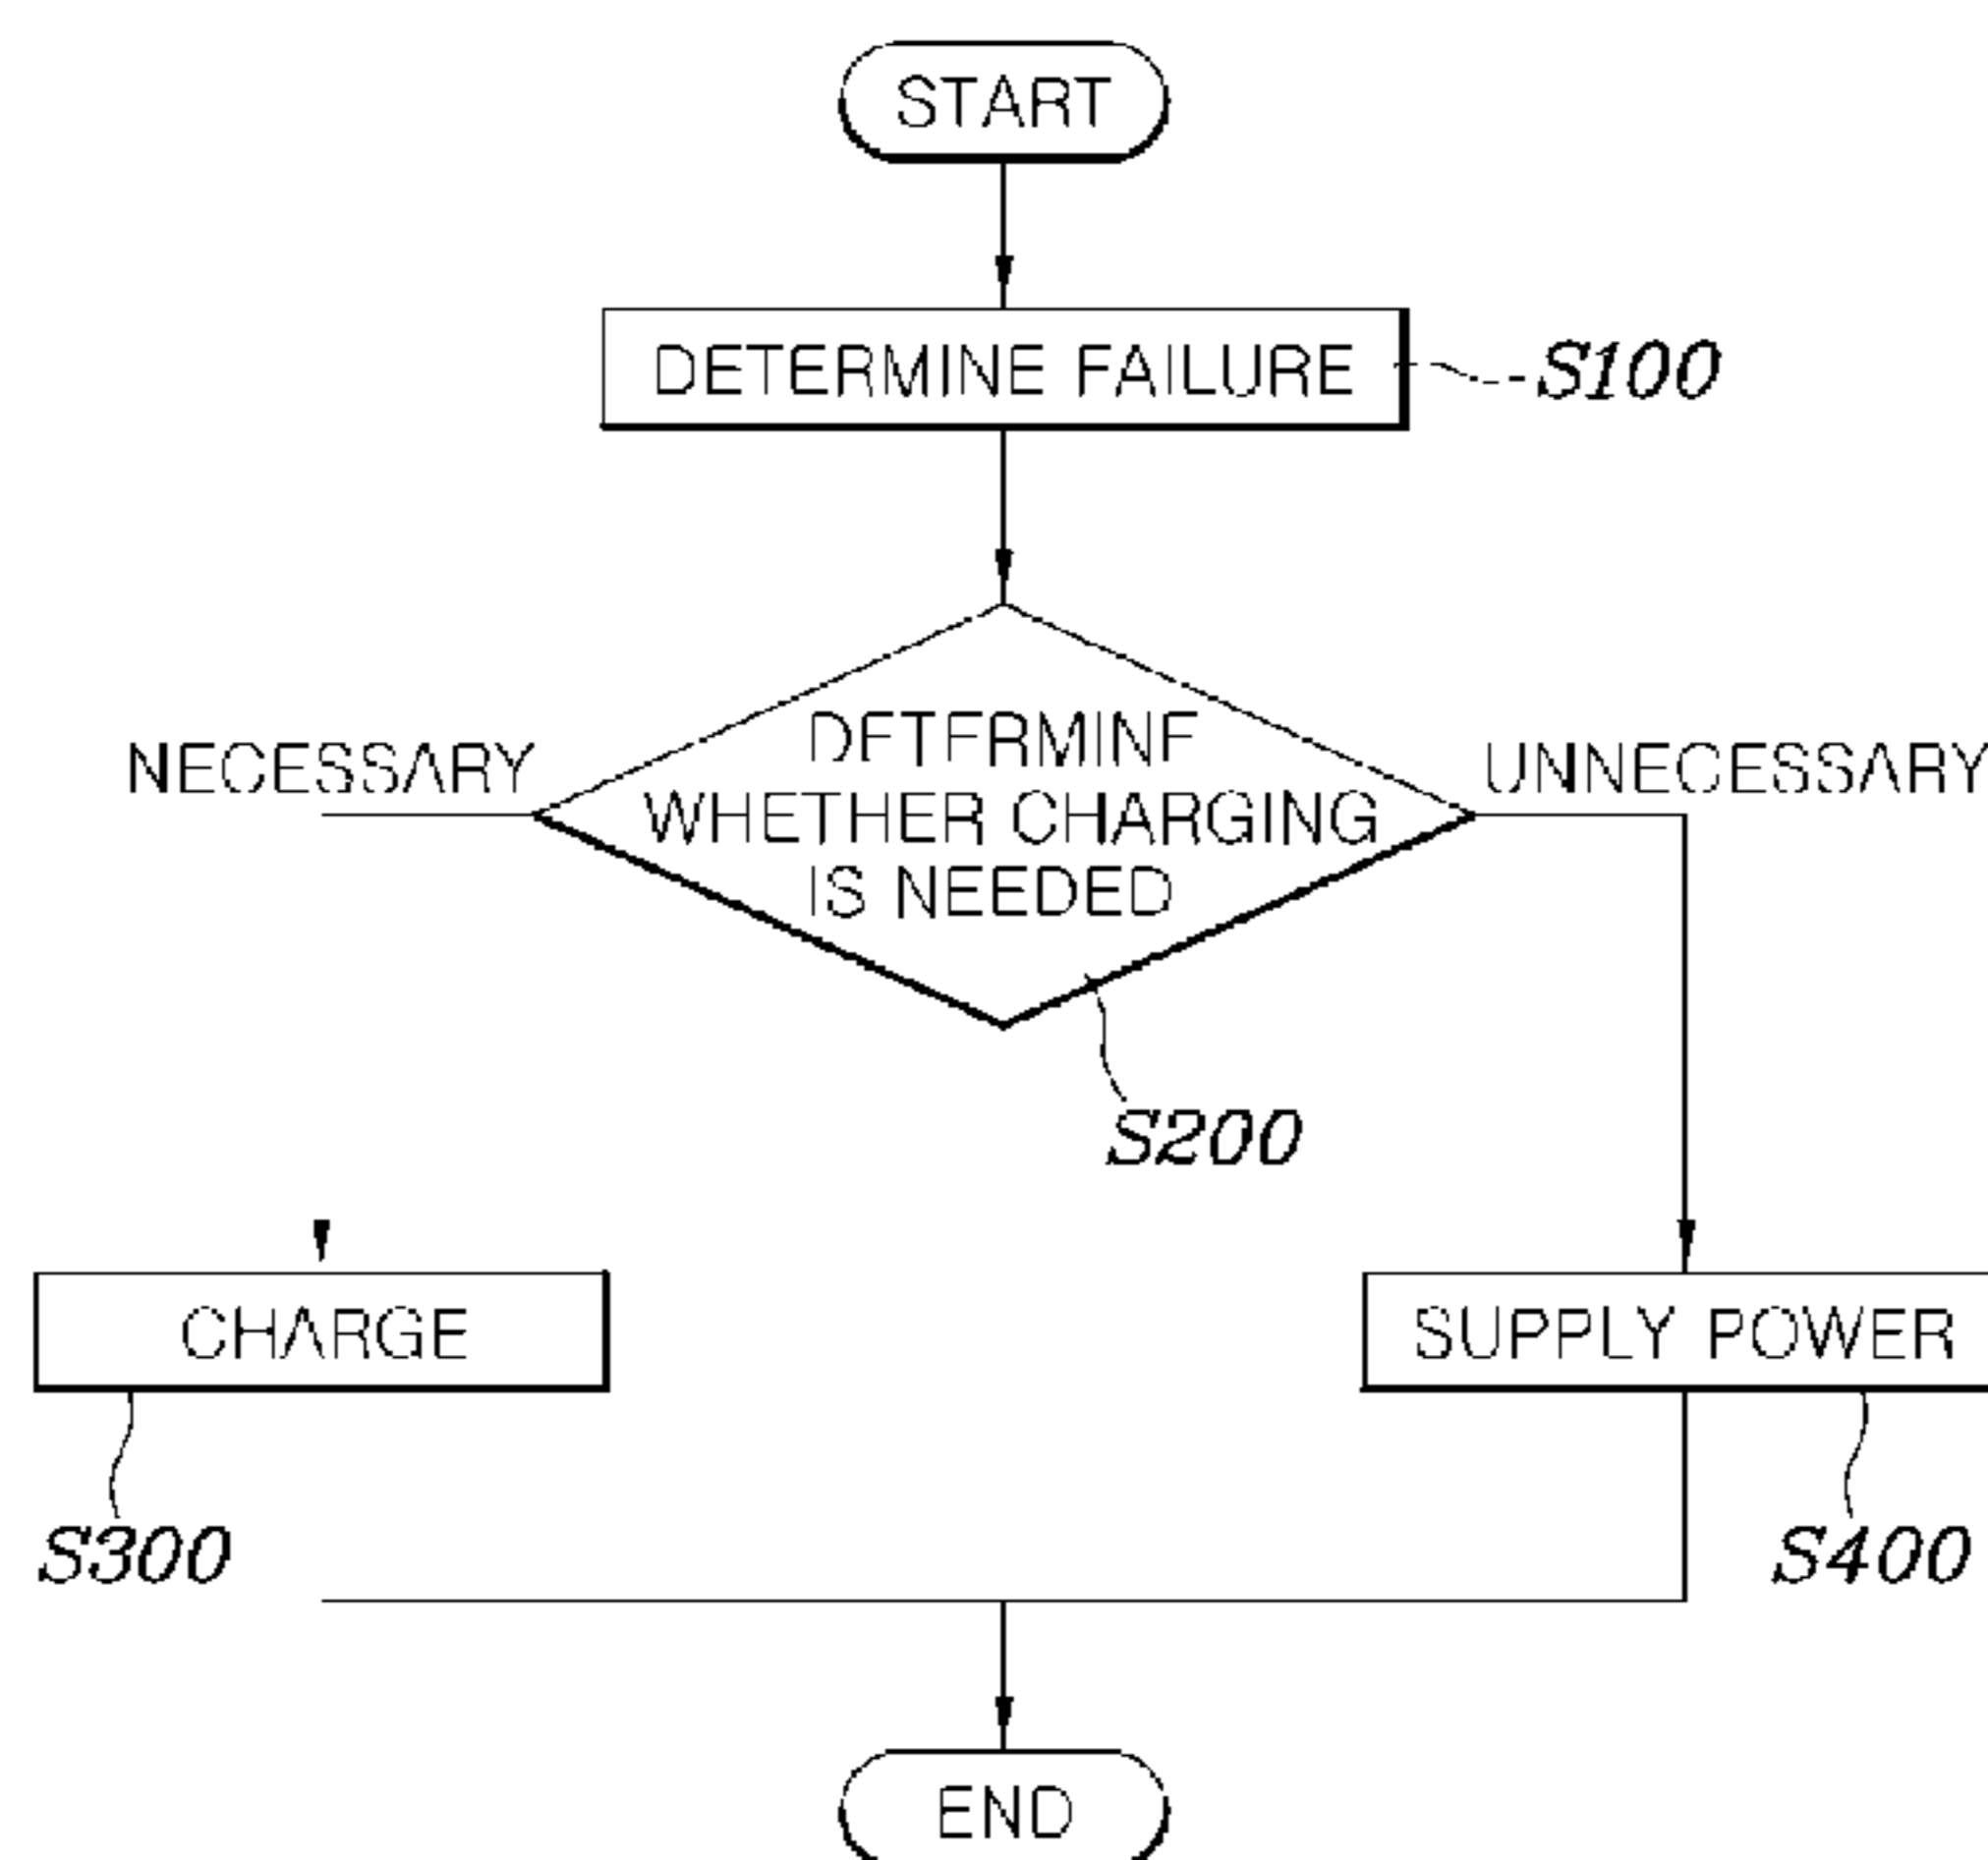 START
DETERMINE FAILURE
S100
NECESSARY
DETERMINE
WHETHER CHARGING
IS NEEDED
UNNECESSARY
S200
CHARGE
SUPPLY POWER
S300
S400
END